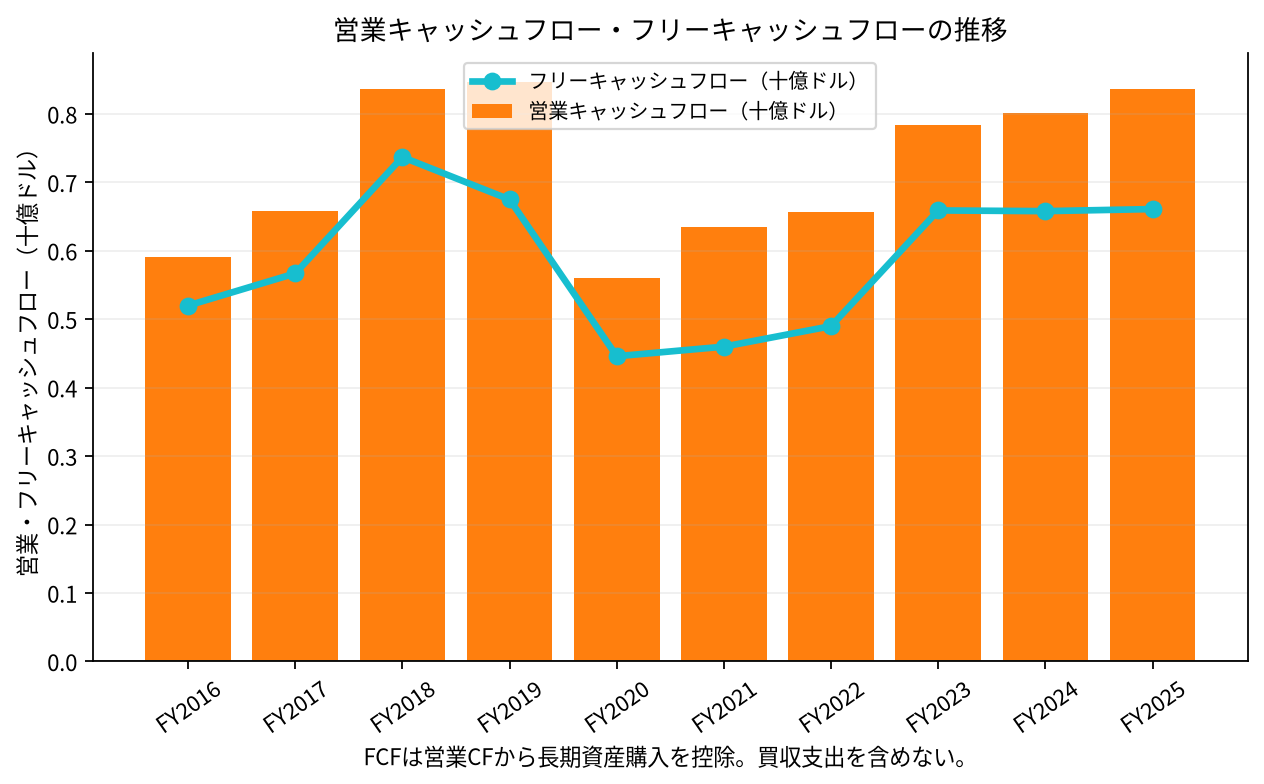 営業キャッシュフロー・フリーキャッシュフローの推移
フリーキャッシュフロー（十億ドル）
営業キャッシュフロー（十億ドル）
営業・フリーキャッシュフロー（十億ドル）
0.8
0.7
0.6
0.5
0.4
0.3
0.2
0.1
0.0
FY2016
FY2017
FY2018
FY2019
FY2020
FY2021
FY2022
FY2023
FY2024
FY2025
FCFは営業CFから長期資産購入を控除。買収支出を含めない。